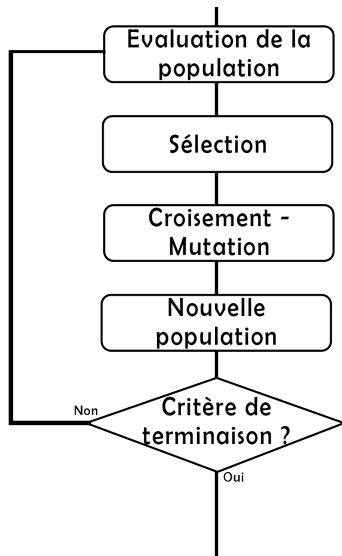 Evaluation de la
population
Sélection
Croisement -
Mutation
Nouvelle
population
Critère de
terminaison ?
Non
Oui